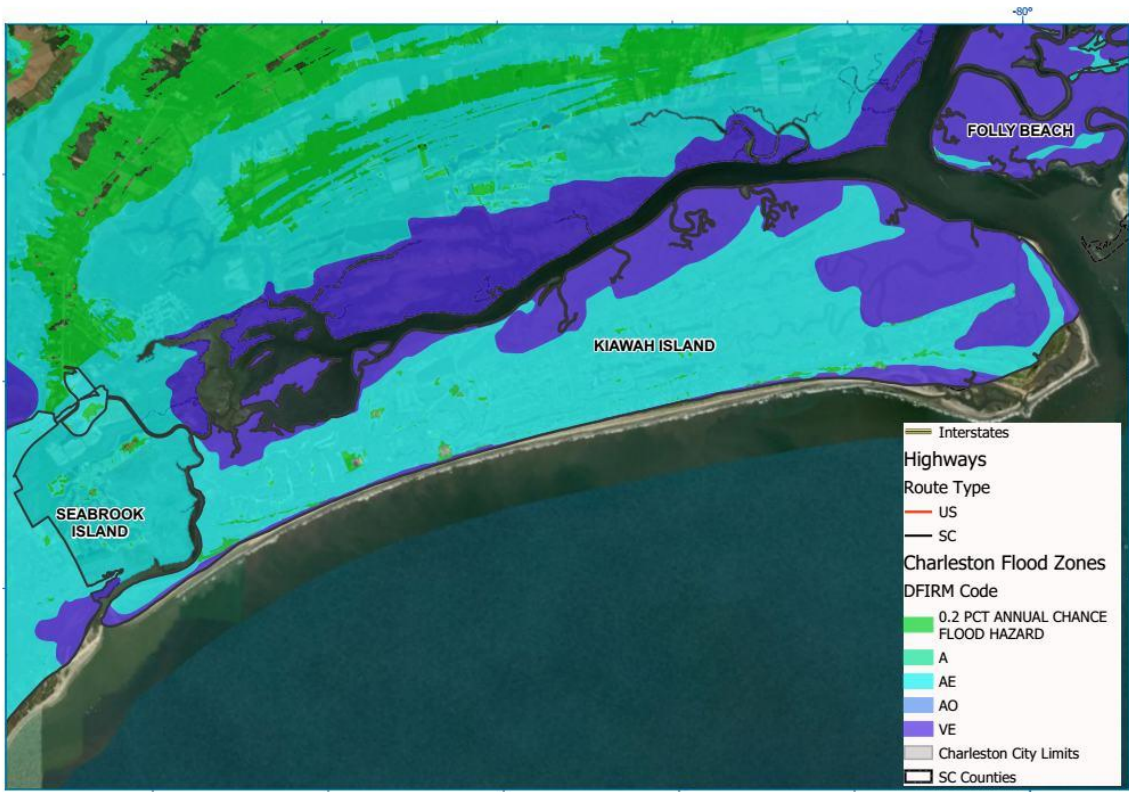 -80°
FOLLY BEACH
KIAWAH ISLAND
SEABROOK
ISLAND
Interstates
Highways
Route Type
US
SC
Charleston Flood Zones
DFIRM Code
0.2 PCT ANNUAL CHANCE
FLOOD HAZARD
A
AE
AO
VE
Charleston City Limits
SC Counties